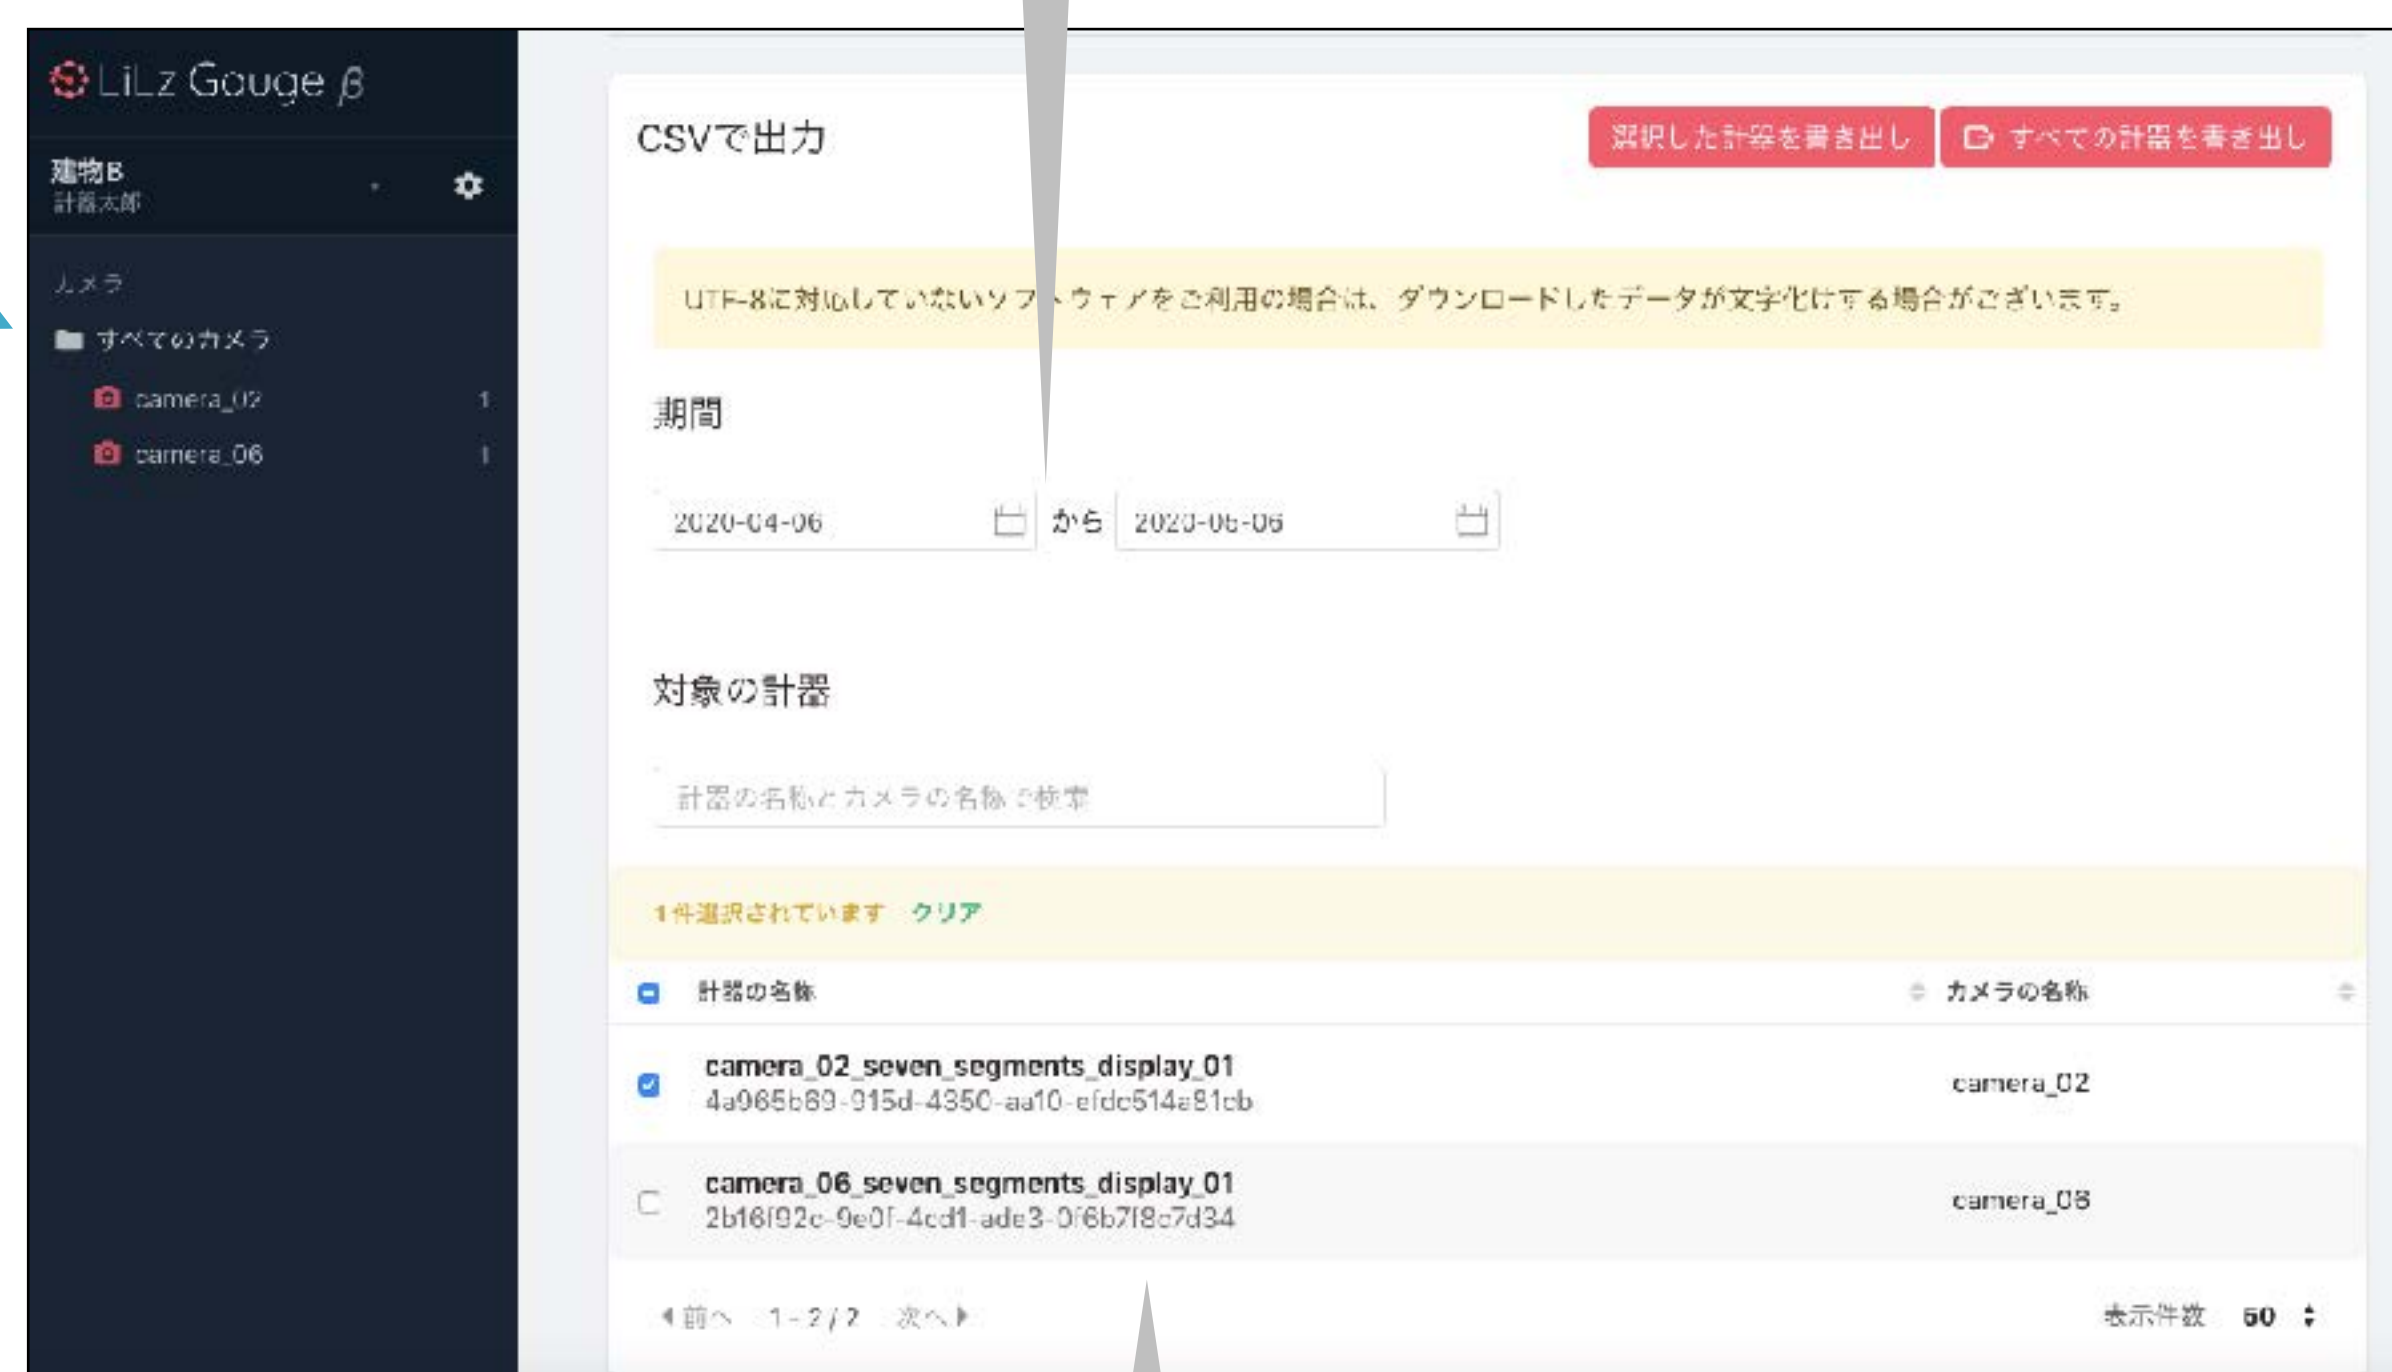 LiLz Gauge β
建物B
計器太郎
カメラ
すべてのカメラ
camera_02 1
camera_06 1
CSVで出力
選択した計器を書き出し
すべての計器を書き出し
UTF-8に対応していないソフトウェアをご利用の場合は、ダウンロードしたデータが文字化けする場合がございます。
期間
2020-04-06 から 2020-05-06
対象の計器
計器の名称とカメラの名称で検索
1件選択されています クリア
計器の名称 カメラの名称
camera_02_seven_segments_display_01 camera_02
4a965b69-915d-4350-aa10-efdc514a81cb
camera_06_seven_segments_display_01 camera_06
2b16f92c-9e0f-4cd1-ade3-0f6b7f8c7d34
前へ 1-2/2 次へ
表示件数 50